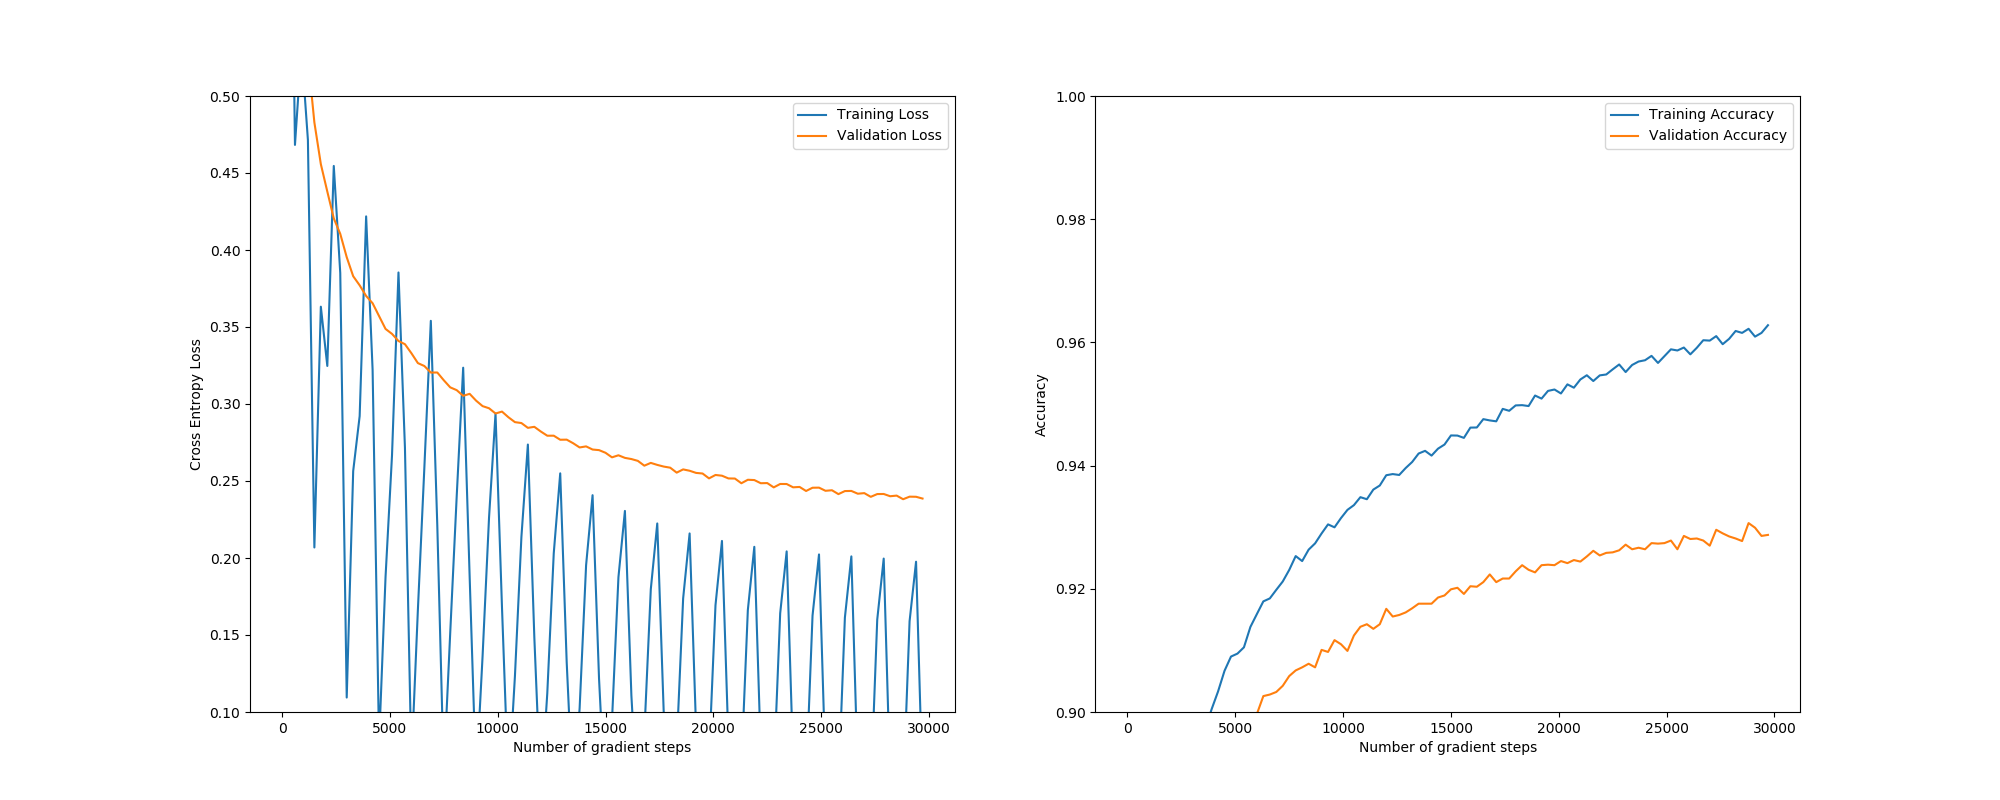 0.50
0.45
0.40
0.35
0.30
0.25
0.20
0.15
0.10
Cross Entropy Loss
0 5000 10000 15000 20000 25000 30000
Number of gradient steps
Training Loss
Validation Loss
1.00
0.98
0.96
0.94
0.92
0.90
Accuracy
0 5000 10000 15000 20000 25000 30000
Number of gradient steps
Training Accuracy
Validation Accuracy